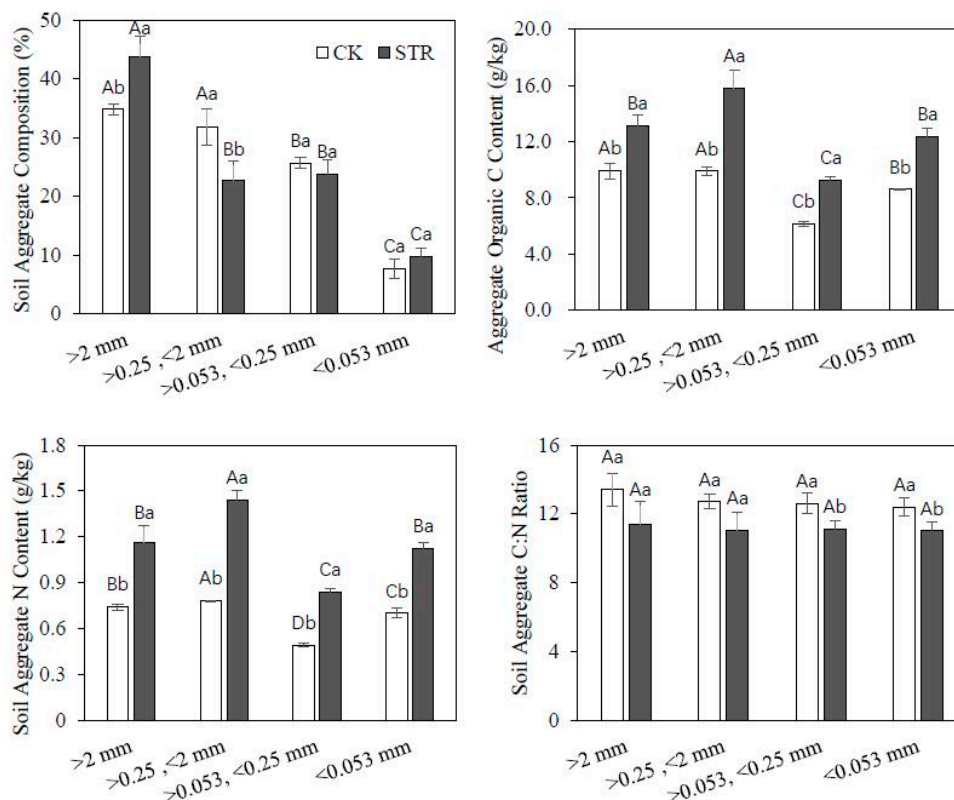 Soil Aggregate Composition (%)
50
40
30
20
10
0
CK STR
Ab Aa
Aa Bb
Ba Ba
Ca Ca
>2 mm
>0.25 ,<2 mm
>0.053, <0.25 mm
<0.053 mm
Aggregate Organic C Content (g/kg)
20.0
16.0
12.0
8.0
4.0
0.0
Ab Ba
Ab Aa
Cb Ca
Bb Ba
>2 mm
>0.25 ,<2 mm
>0.053, <0.25 mm
<0.053 mm
Soil Aggregate N Content (g/kg)
1.8
1.5
1.2
0.9
0.6
0.3
0
Bb Ba
Ab Aa
Db Ca
Cb Ba
>2 mm
>0.25 ,<2 mm
>0.053, <0.25 mm
<0.053 mm
Soil Aggregate C:N Ratio
16
12
8
4
0
Aa Aa
Aa Aa
Aa Ab
Aa Ab
>2 mm
>0.25 ,<2 mm
>0.053, <0.25 mm
<0.053 mm